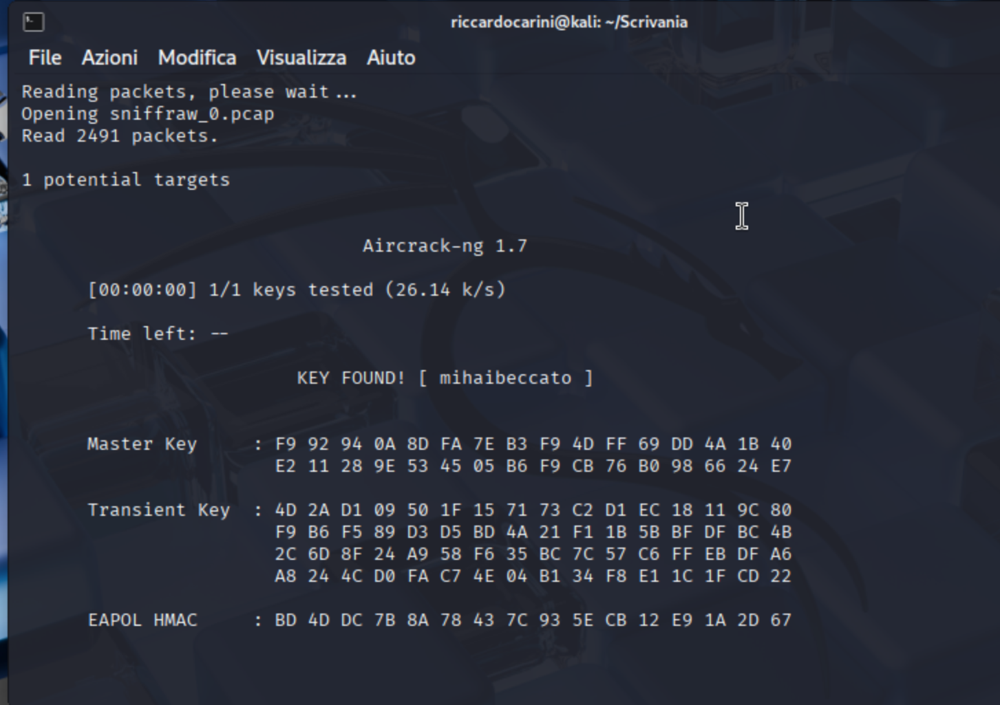 riccardocarini@kali: ~/Scrivania
File Azioni Modifica Visualizza Aiuto
Reading packets, please wait...
Opening sniffraw_0.pcap
Read 2491 packets.
1 potential targets
Aircrack-ng 1.7
[00:00:00] 1/1 keys tested (26.14 k/s)
Time left: --
KEY FOUND! [ mihaibeccato ]
Master Key : F9 92 94 0A 8D FA 7E B3 F9 4D FF 69 DD 4A 1B 40
E2 11 28 9E 53 45 05 B6 F9 CB 76 B0 98 66 24 E7
Transient Key : 4D 2A D1 09 50 1F 15 71 73 C2 D1 EC 18 11 9C 80
F9 B6 F5 89 D3 D5 BD 4A 21 F1 1B 5B BF DF BC 4B
2C 6D 8F 24 A9 58 F6 35 BC 7C 57 C6 FF EB DF A6
A8 24 4C D0 FA C7 4E 04 B1 34 F8 E1 1C 1F CD 22
EAPOL HMAC : BD 4D DC 7B 8A 78 43 7C 93 5E CB 12 E9 1A 2D 67